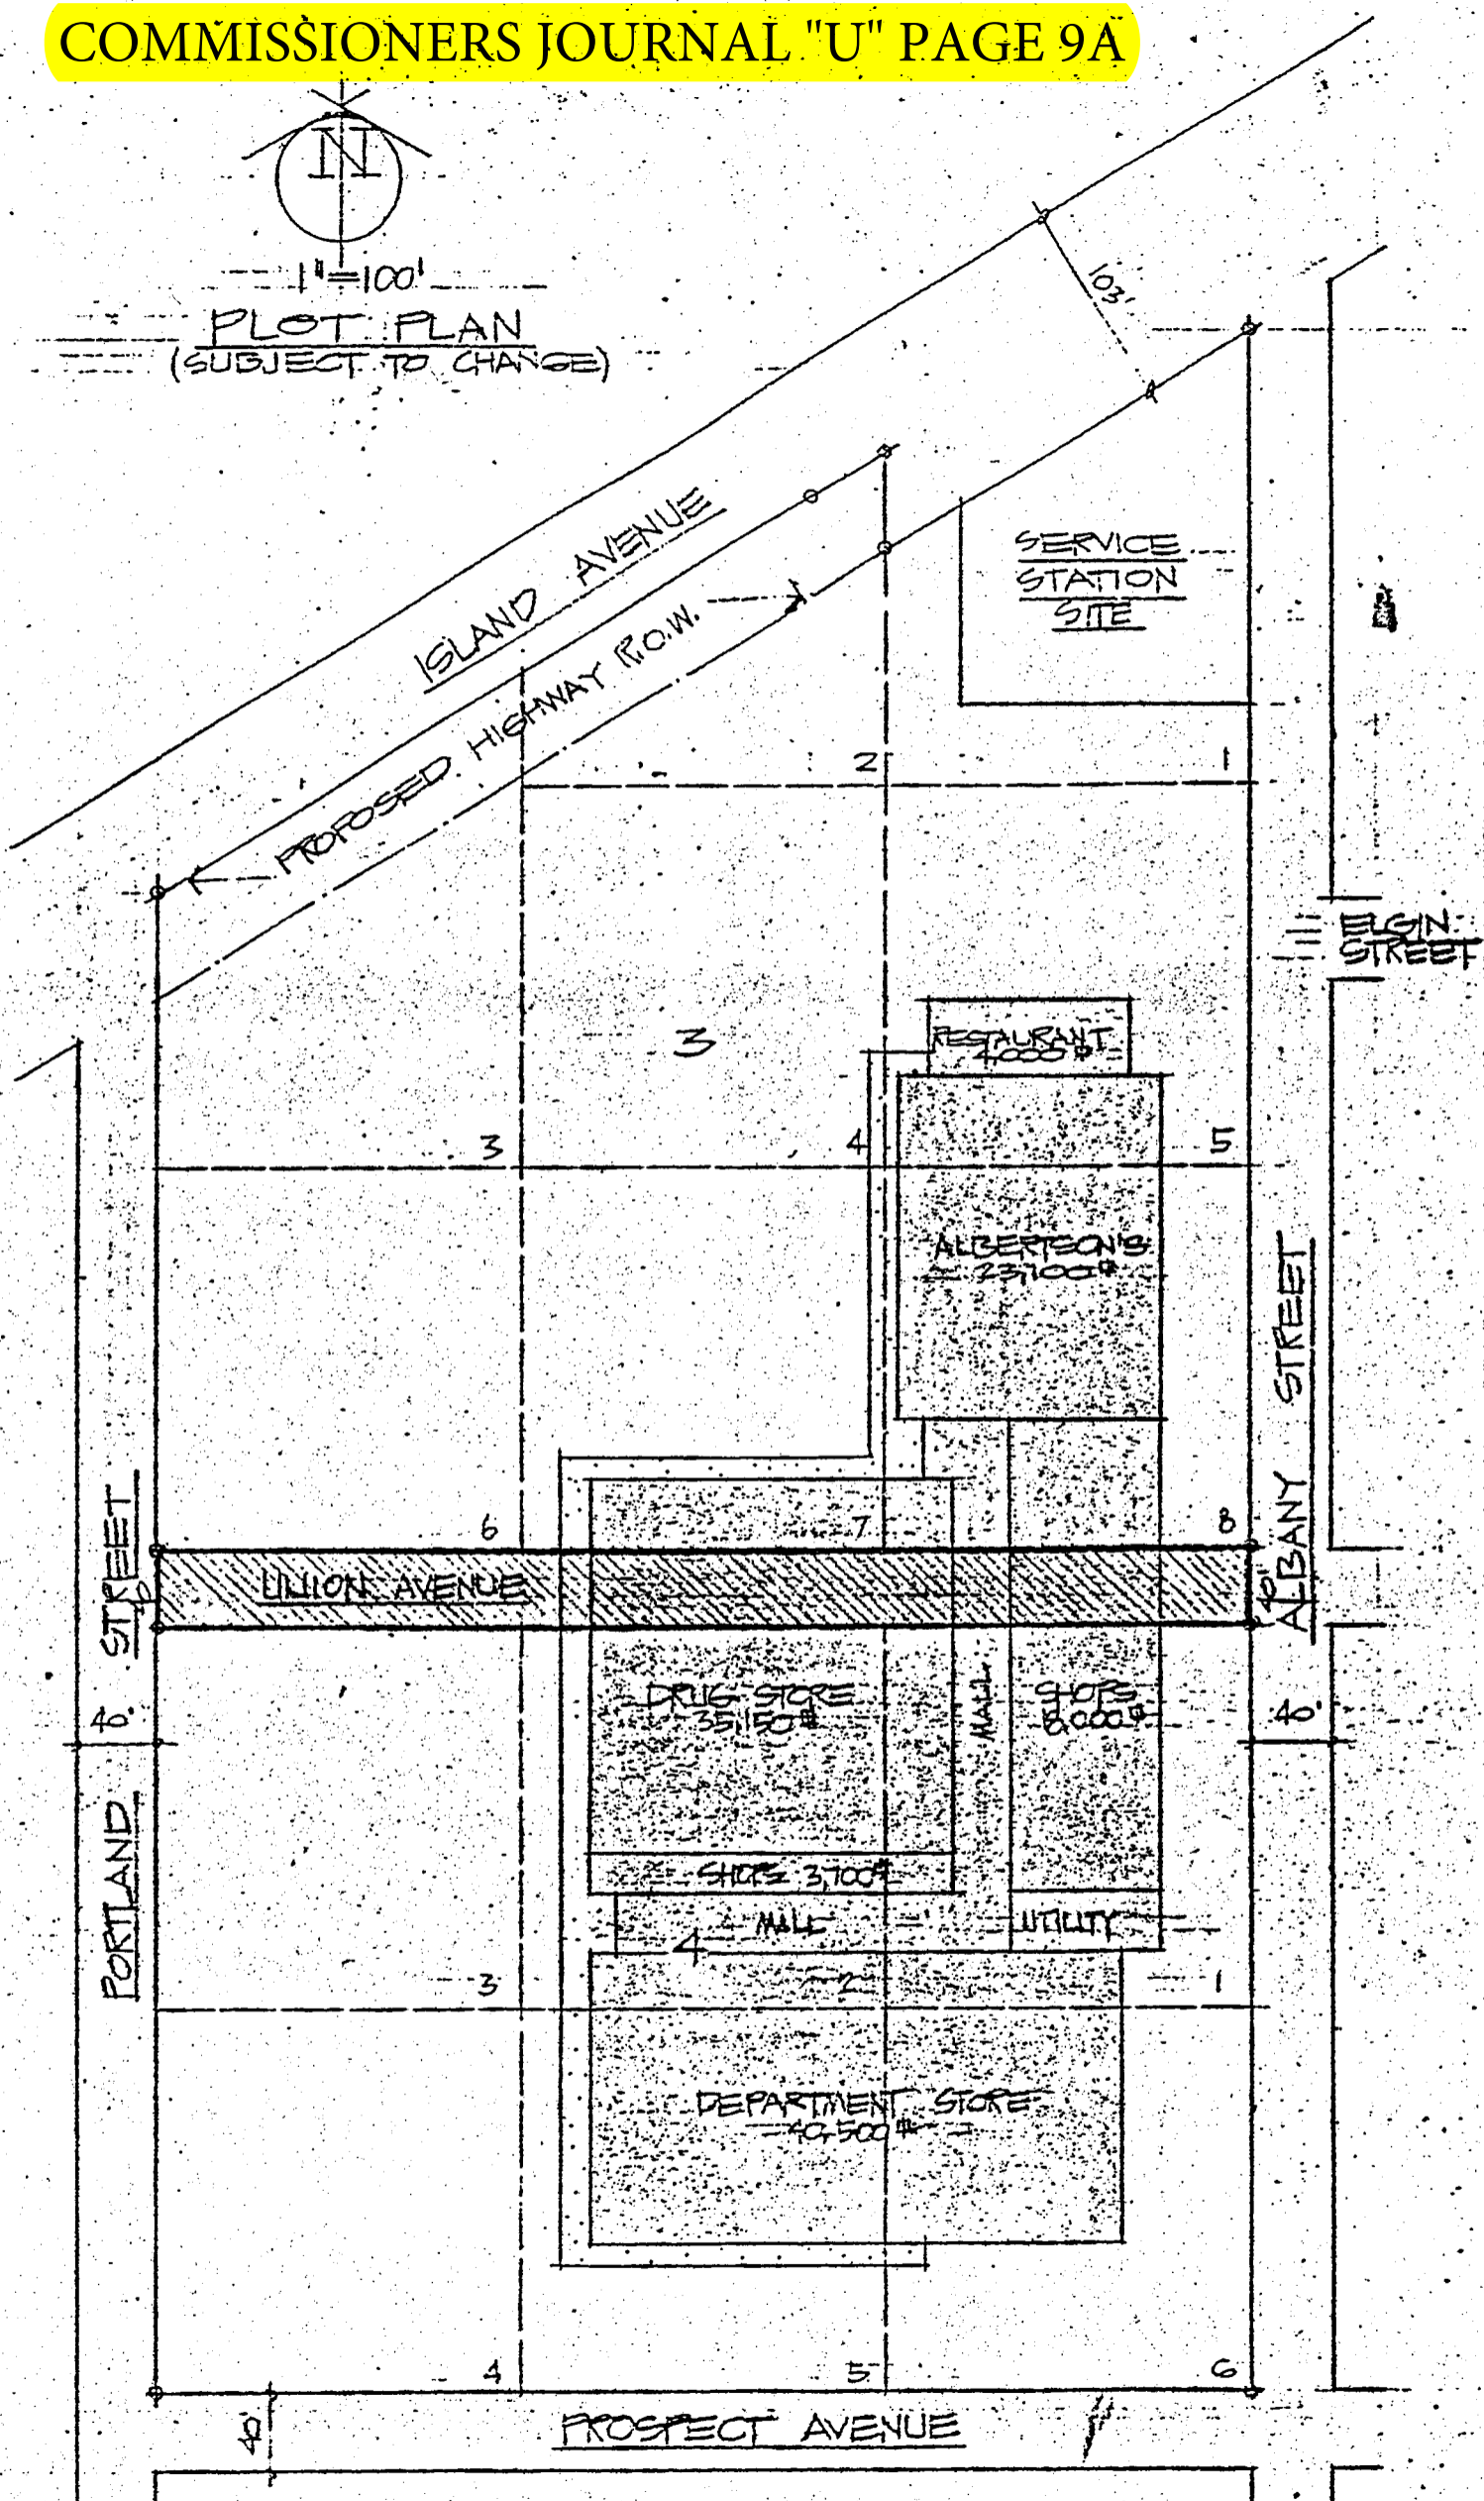 COMMISSIONERS JOURNAL "U" PAGE 9A
N
1"=100'
PLOT PLAN
(SUBJECT TO CHANGE)
103'
ISLAND AVENUE
PROPOSED HIGHWAY R.O.W.
SERVICE
STATION
SITE
2
1
ELGIN
STREET
3
RESTAURANT
4,000
3
4
5
ALBERTSON'S
23,100
6
7
8
UNION AVENUE
40'
PORTLAND STREET
ALBANY STREET
DRUG STORE
35,150
MALL
SHOPS
40'
SHOPS 3,700
MALL
UTILITY
4
3
2
1
DEPARTMENT STORE
40,500
4
5
6
40'
PROSPECT AVENUE